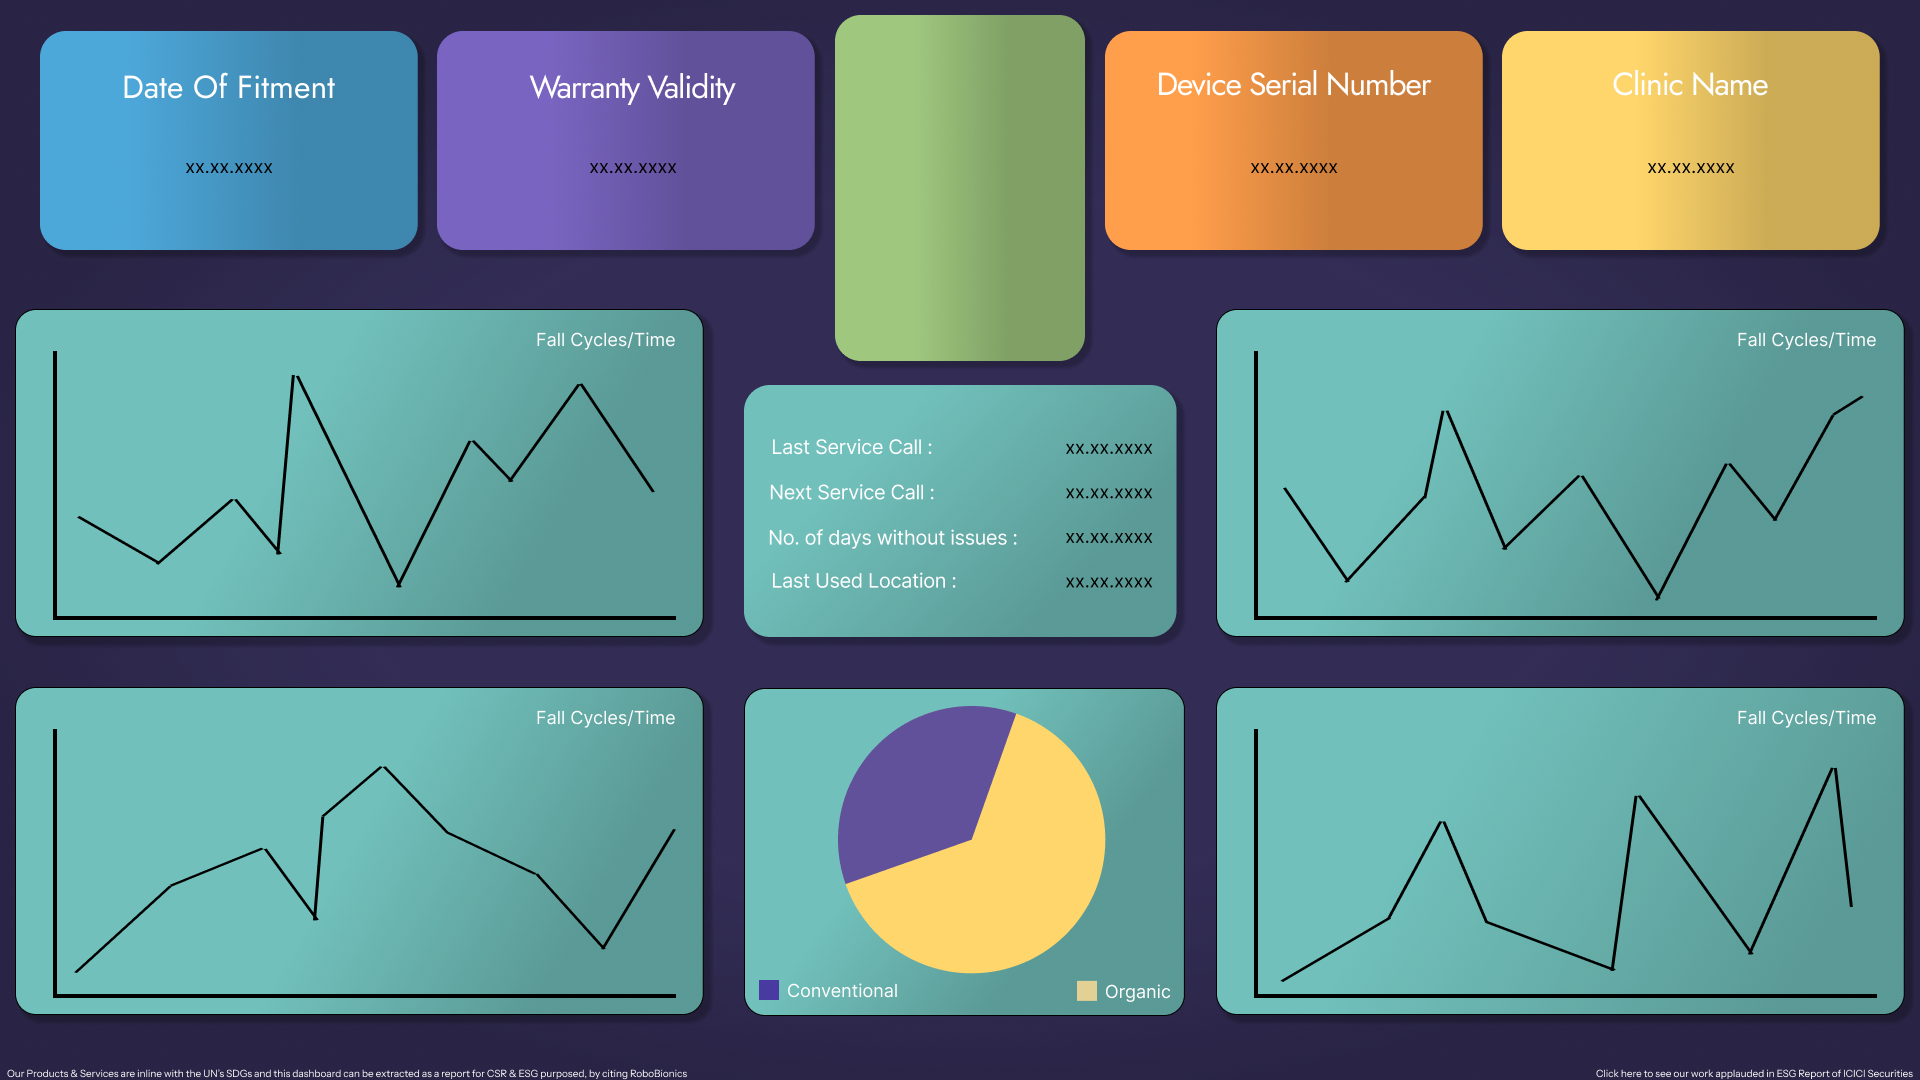 Date Of Fitment
xx.xx.xxxx
Warranty Validity
xx.xx.xxxx
Device Serial Number
xx.xx.xxxx
Clinic Name
xx.xx.xxxx
Fall Cycles/Time
Last Service Call : xx.xx.xxxx
Next Service Call : xx.xx.xxxx
No. of days without issues : xx.xx.xxxx
Last Used Location : xx.xx.xxxx
Fall Cycles/Time
Fall Cycles/Time
Conventional
Organic
Fall Cycles/Time
Our Products & Services are inline with the UN's SDGs and this dashboard can be extracted as a report for CSR & ESG purposed, by citing RoboBionics
Click here to see our work applauded in ESG Report of ICICI Securities